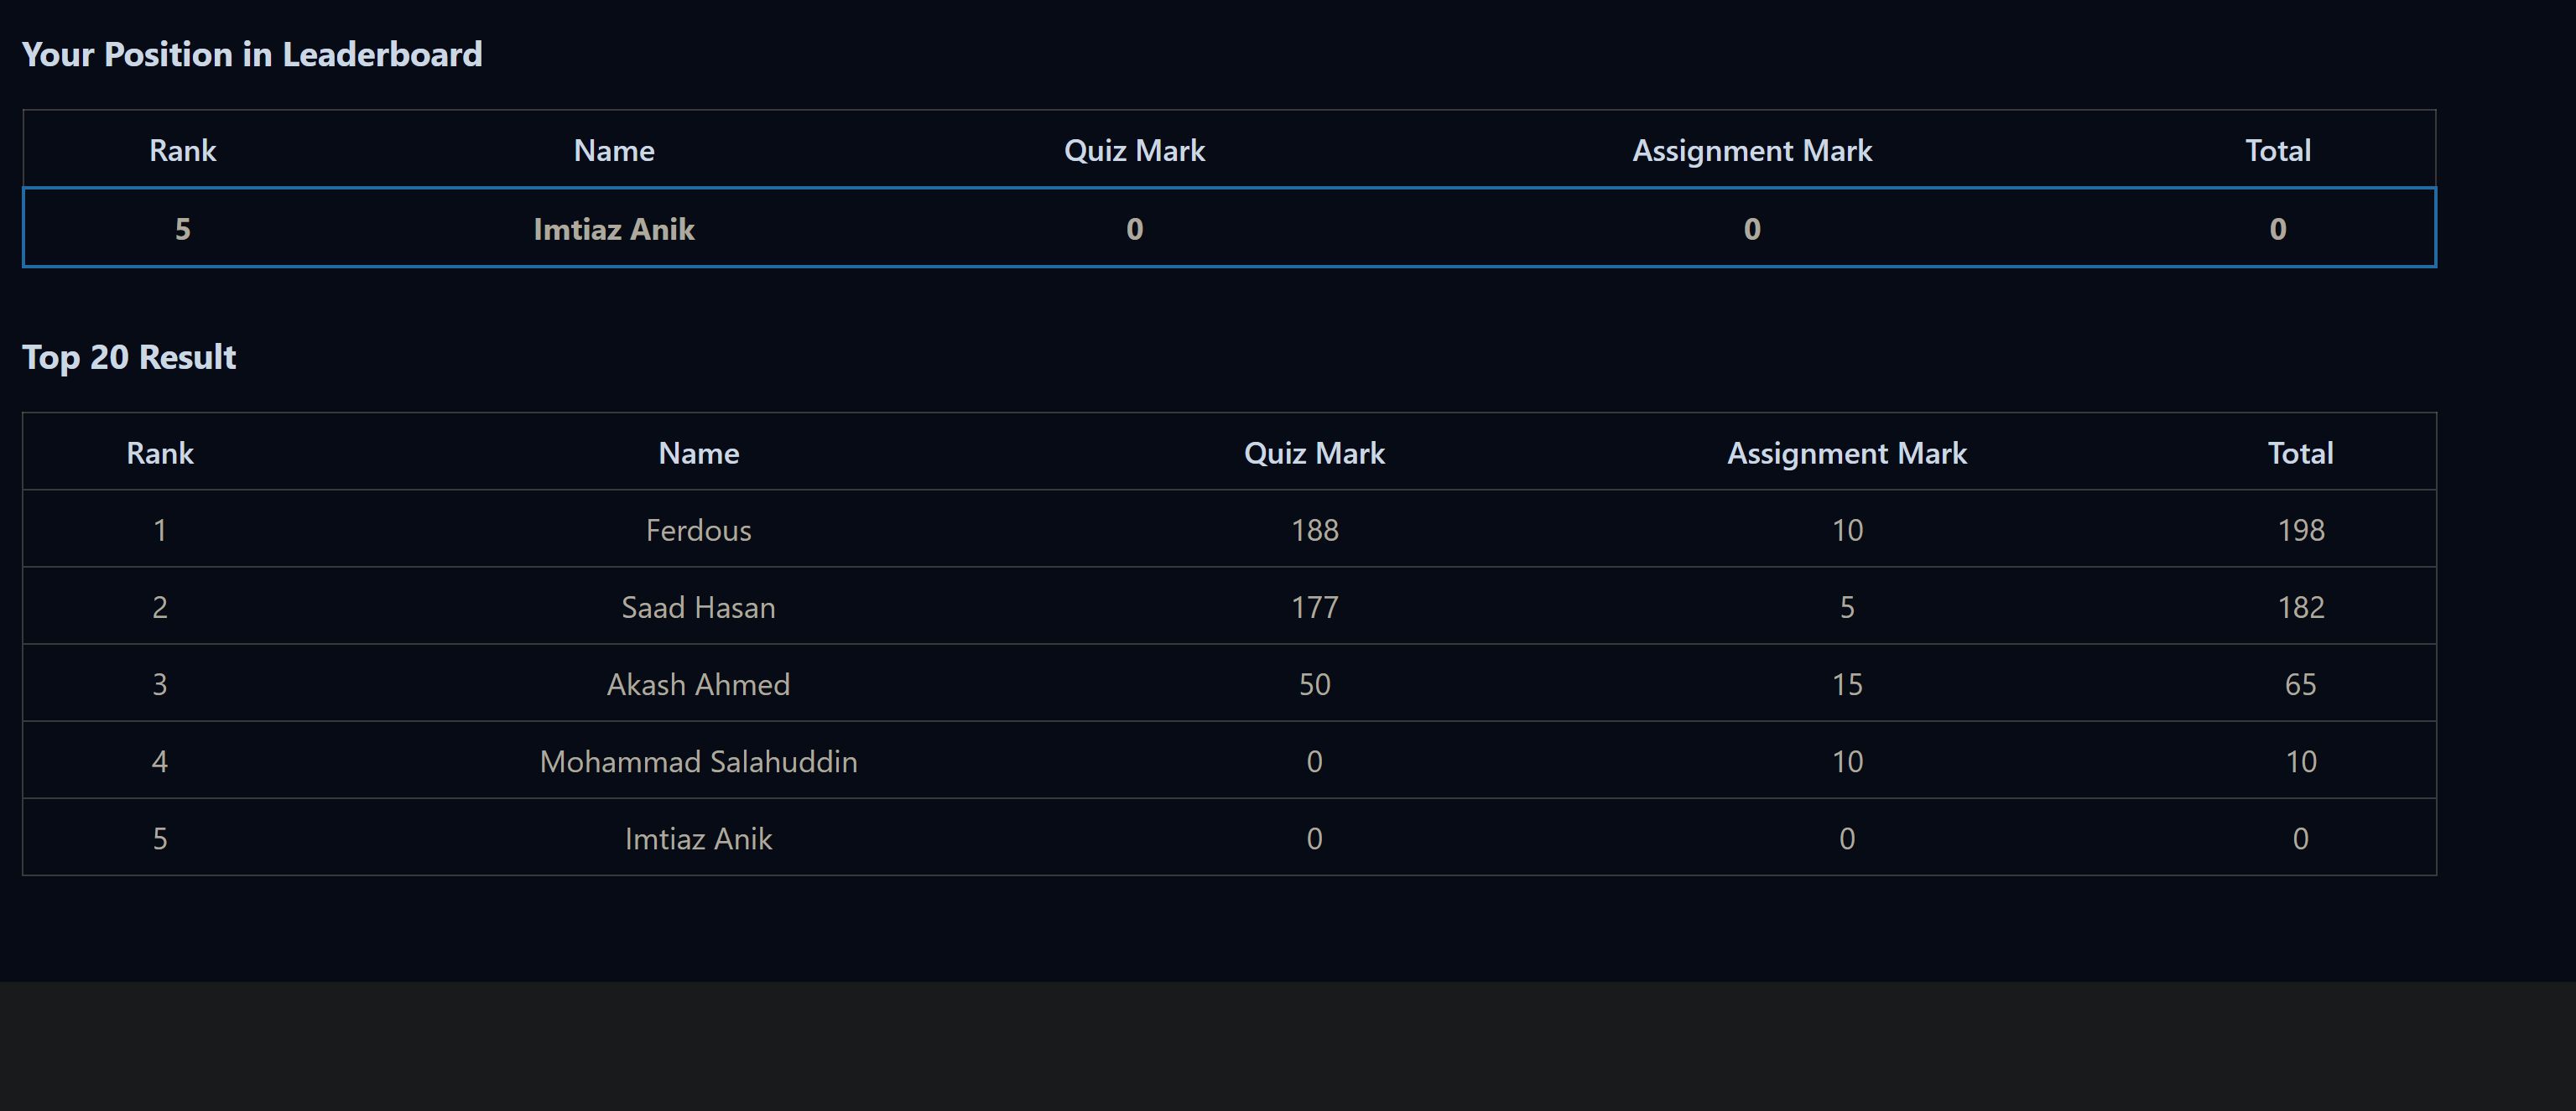 Your Position in Leaderboard
Rank Name Quiz Mark Assignment Mark Total
5 Imtiaz Anik 0 0 0
Top 20 Result
Rank Name Quiz Mark Assignment Mark Total
1 Ferdous 188 10 198
2 Saad Hasan 177 5 182
3 Akash Ahmed 50 15 65
4 Mohammad Salahuddin 0 10 10
5 Imtiaz Anik 0 0 0